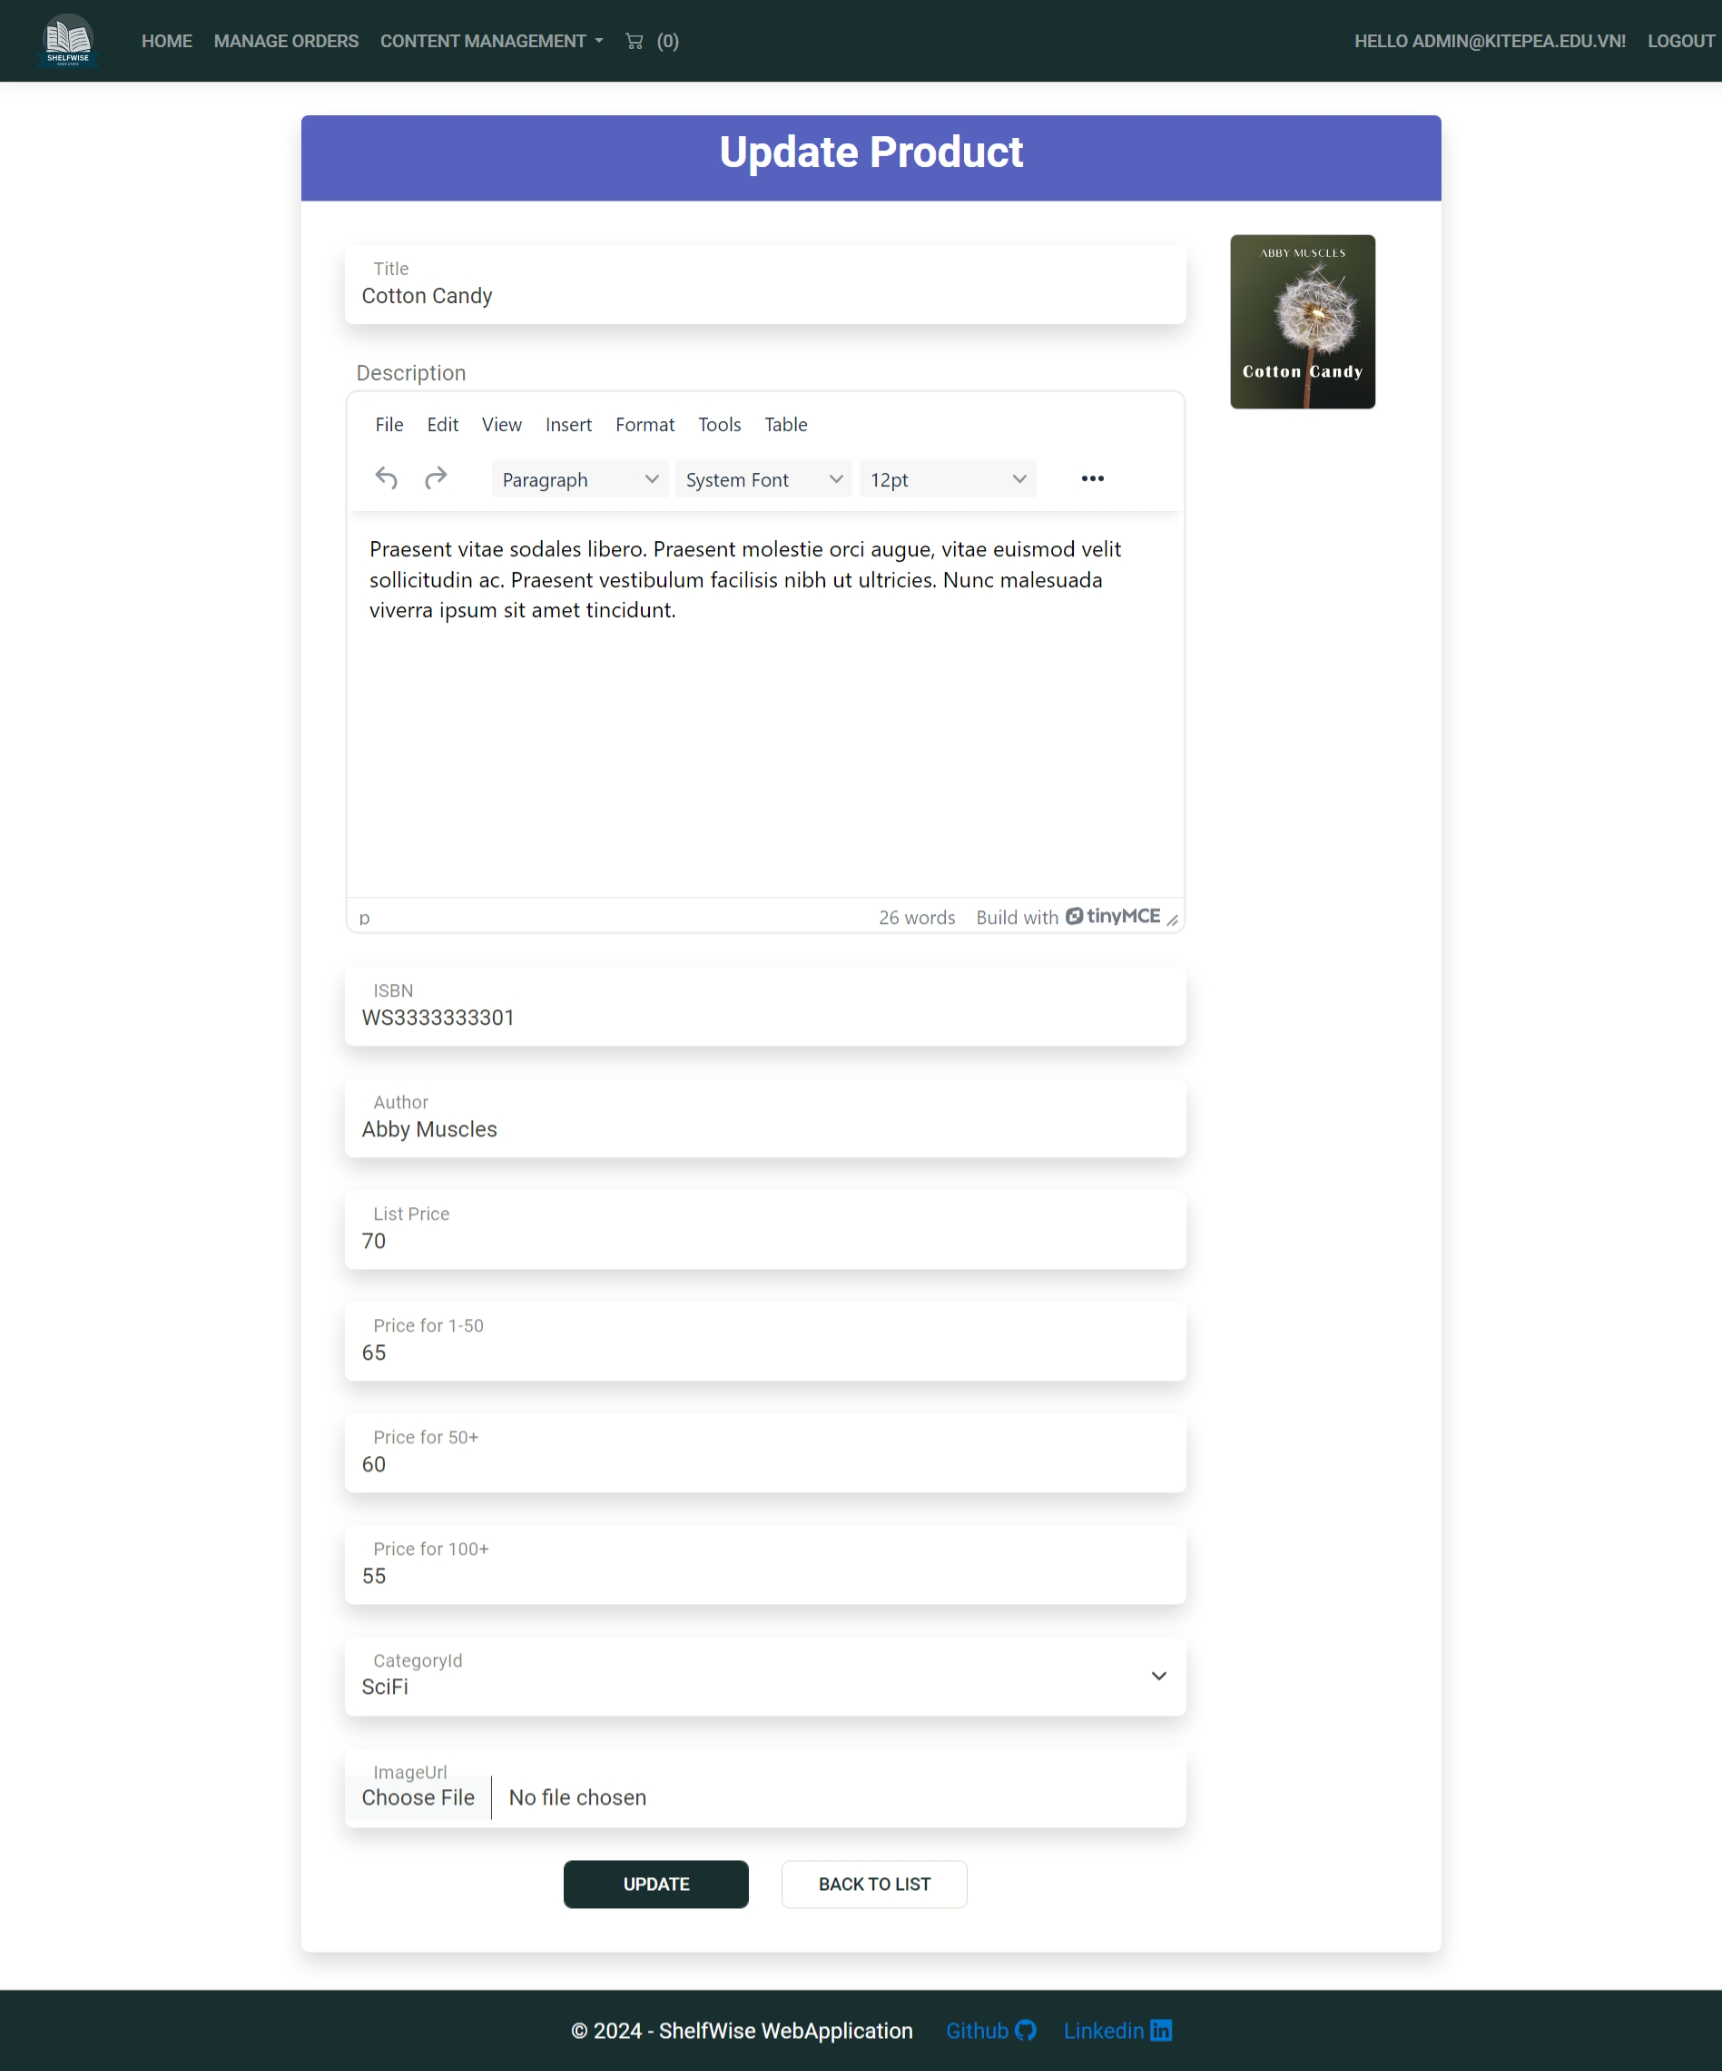 SHELFWISE
HOME MANAGE ORDERS CONTENT MANAGEMENT (0) HELLO ADMIN@KITEPEA.EDU.VN! LOGOUT
Update Product
Title
Cotton Candy
ABBY MUSCLES
Cotton Candy
Description
File Edit View Insert Format Tools Table
Paragraph System Font 12pt
Praesent vitae sodales libero. Praesent molestie orci augue, vitae euismod velit
sollicitudin ac. Praesent vestibulum facilisis nibh ut ultricies. Nunc malesuada
viverra ipsum sit amet tincidunt.
p 26 words Build with tinyMCE
ISBN
WS3333333301
Author
Abby Muscles
List Price
70
Price for 1-50
65
Price for 50+
60
Price for 100+
55
CategoryId
SciFi
ImageUrl
Choose File No file chosen
UPDATE BACK TO LIST
© 2024 - ShelfWise WebApplication Github Linkedin